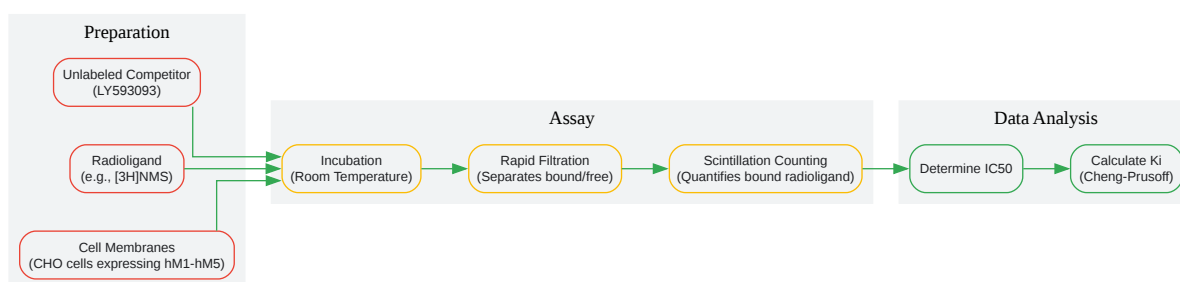 Preparation
Unlabeled Competitor
(LY593093)
Radioligand
(e.g., [3H]NMS)
Cell Membranes
(CHO cells expressing hM1-hM5)
Assay
Incubation
(Room Temperature)
Rapid Filtration
(Separates bound/free)
Scintillation Counting
(Quantifies bound radioligand)
Data Analysis
Determine IC50
Calculate Ki
(Cheng-Prusoff)